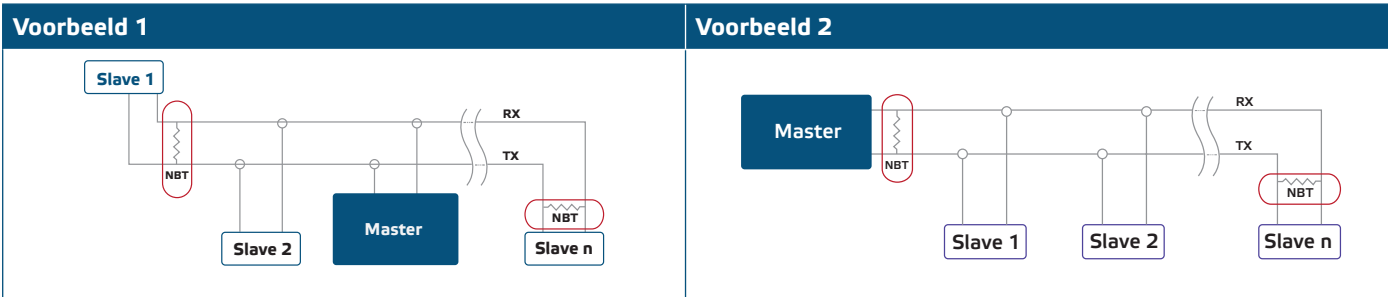 Voorbeeld 1
Slave 1
RX
TX
NBT
NBT
Slave 2
Master
Slave n
Voorbeeld 2
Master
RX
TX
NBT
NBT
Slave 1
Slave 2
Slave n